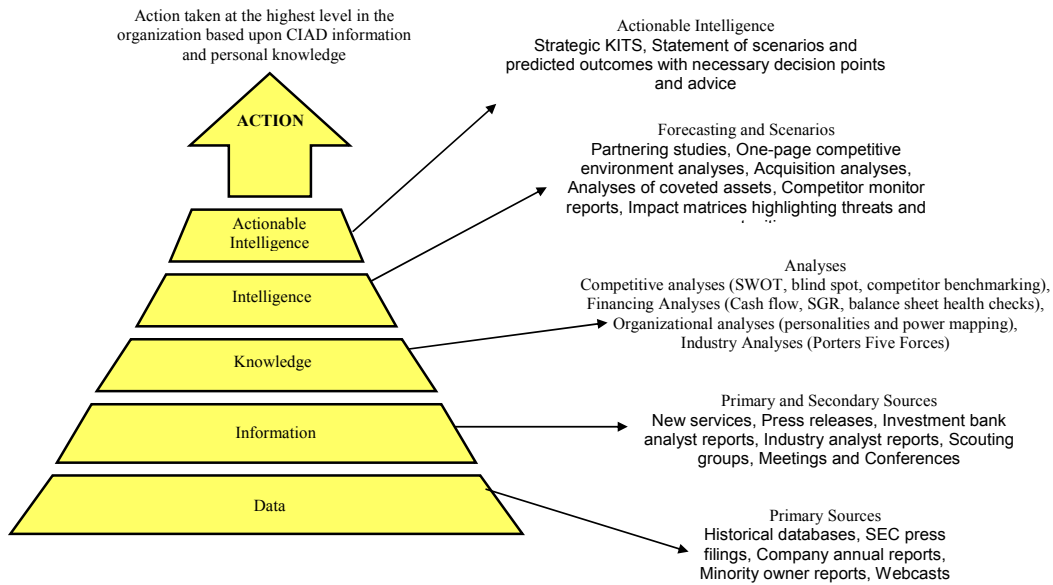 Action taken at the highest level in the
organization based upon CIAD information
and personal knowledge
ACTION
Actionable
Intelligence
Intelligence
Knowledge
Information
Data
Actionable Intelligence
Strategic KITS, Statement of scenarios and
predicted outcomes with necessary decision points
and advice
Forecasting and Scenarios
Partnering studies, One-page competitive
environment analyses, Acquisition analyses,
Analyses of coveted assets, Competitor monitor
reports, Impact matrices highlighting threats and
Analyses
Competitive analyses (SWOT, blind spot, competitor benchmarking),
Financing Analyses (Cash flow, SGR, balance sheet health checks),
Organizational analyses (personalities and power mapping),
Industry Analyses (Porters Five Forces)
Primary and Secondary Sources
New services, Press releases, Investment bank
analyst reports, Industry analyst reports, Scouting
groups, Meetings and Conferences
Primary Sources
Historical databases, SEC press
filings, Company annual reports,
Minority owner reports, Webcasts